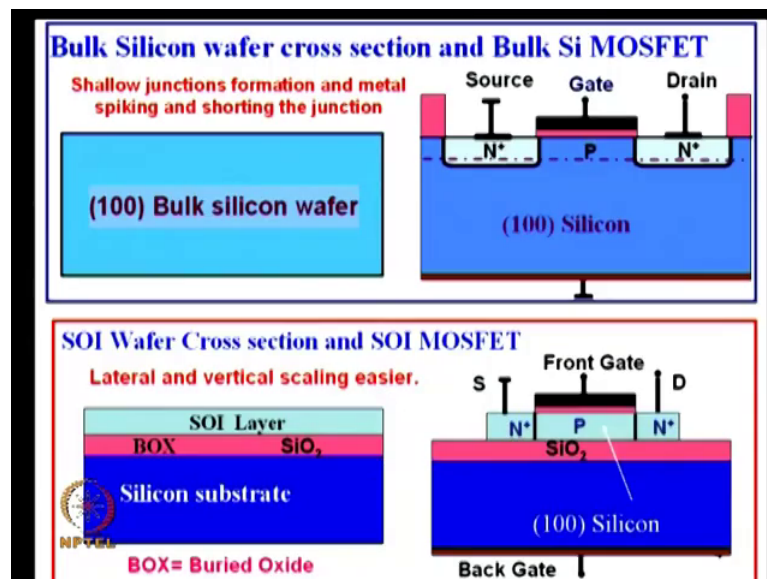 Bulk Silicon wafer cross section and Bulk Si MOSFET
Shallow junctions formation and metal
spiking and shorting the junction
(100) Bulk silicon wafer
Source
Gate
Drain
N+
P
N+
(100) Silicon
SOI Wafer Cross section and SOI MOSFET
Lateral and vertical scaling easier.
SOI Layer
BOX
SiO2
Silicon substrate
BOX= Buried Oxide
S
Front Gate
D
N+
P
N+
SiO2
(100) Silicon
Back Gate
NPTEL